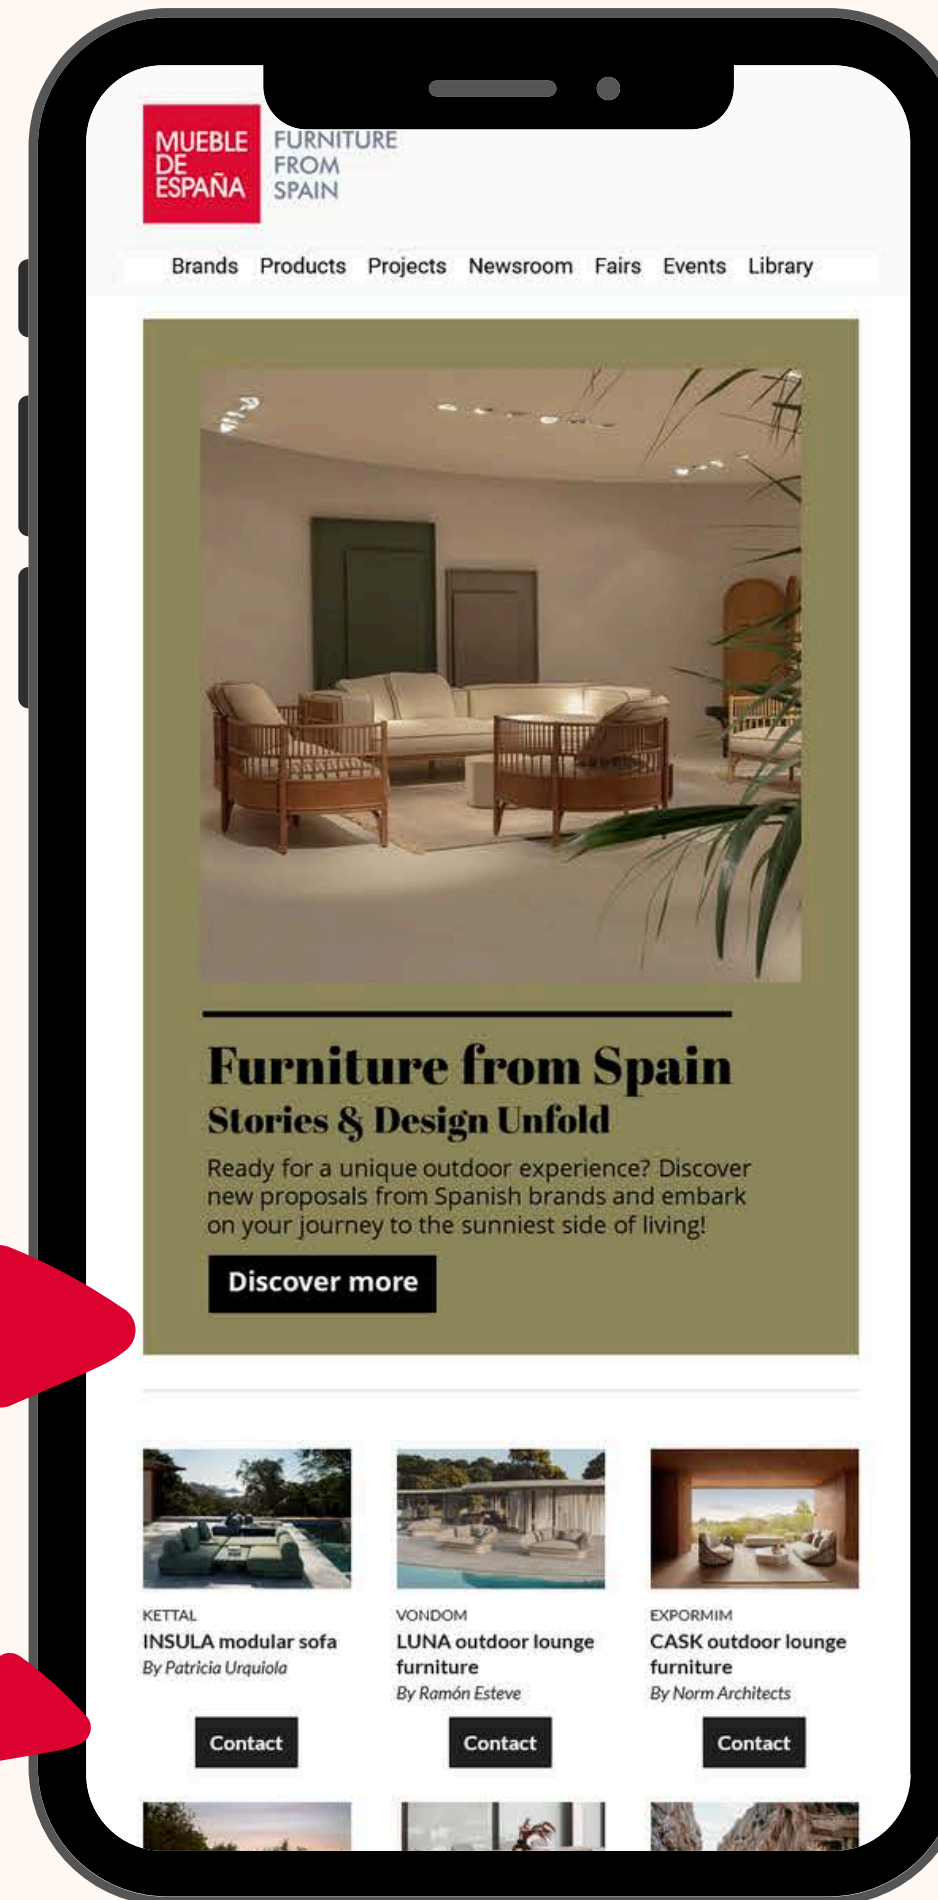 MUEBLE
DE
ESPAÑA
FURNITURE
FROM
SPAIN
Brands Products Projects Newsroom Fairs Events Library
Furniture from Spain
Stories & Design Unfold
Ready for a unique outdoor experience? Discover
new proposals from Spanish brands and embark
on your journey to the sunniest side of living!
Discover more
KETTAL
INSULA modular sofa
By Patricia Urquiola
Contact
VONDOM
LUNA outdoor lounge
furniture
By Ramón Esteve
Contact
EXPORMIM
CASK outdoor lounge
furniture
By Norm Architects
Contact